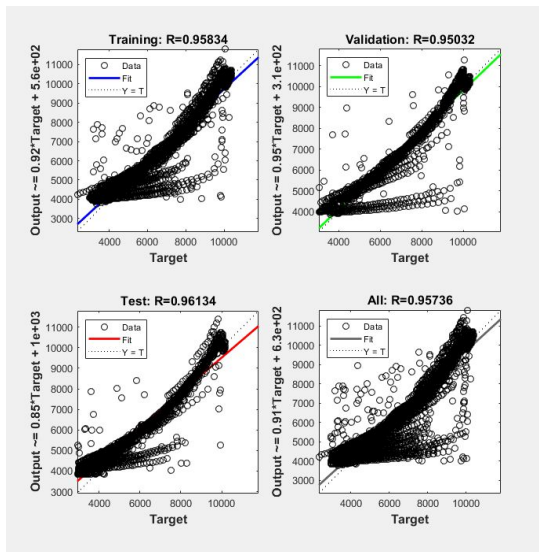 Training: R=0.95834
Output ~= 0.92*Target + 5.6e+02
11000
10000
9000
8000
7000
6000
5000
4000
3000
Data
Fit
Y = T
4000 6000 8000 10000
Target
Validation: R=0.95032
Output ~= 0.95*Target + 3.1e+02
11000
10000
9000
8000
7000
6000
5000
4000
Data
Fit
Y = T
4000 6000 8000 10000
Target
Test: R=0.96134
Output ~= 0.85*Target + 1e+03
11000
10000
9000
8000
7000
6000
5000
4000
3000
Data
Fit
Y = T
4000 6000 8000 10000
Target
All: R=0.95736
Output ~= 0.91*Target + 6.3e+02
11000
10000
9000
8000
7000
6000
5000
4000
3000
Data
Fit
Y = T
4000 6000 8000 10000
Target